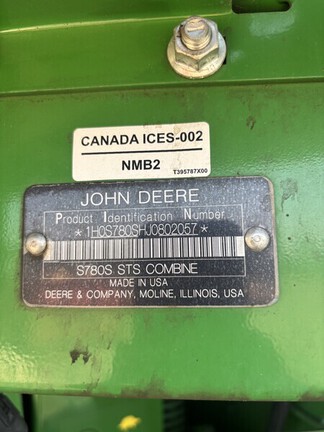 CANADA ICES-002
NMB2
T395787X00
JOHN DEERE
Product Identification Number
*1H0S780SHJ0802057*
S780S STS COMBINE
MADE IN USA
DEERE & COMPANY, MOLINE, ILLINOIS, USA